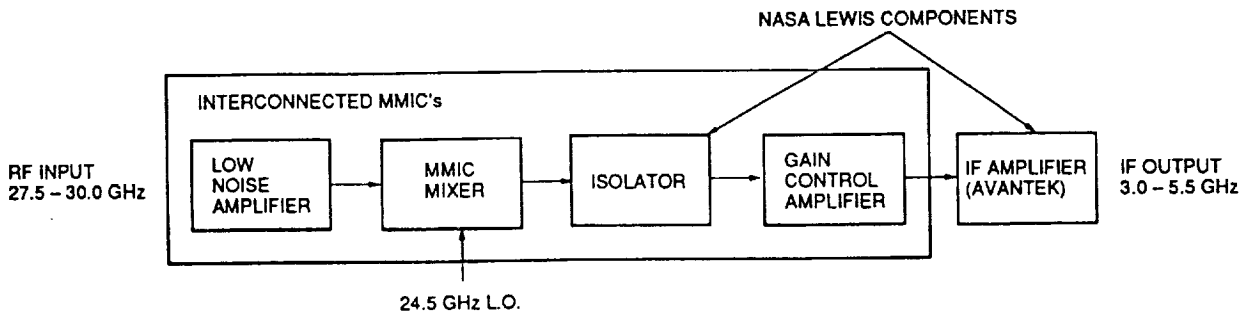 NASA LEWIS COMPONENTS
INTERCONNECTED MMIC's
RF INPUT
27.5 – 30.0 GHz
LOW
NOISE
AMPLIFIER
MMIC
MIXER
ISOLATOR
GAIN
CONTROL
AMPLIFIER
IF AMPLIFIER
(AVANTEK)
IF OUTPUT
3.0 – 5.5 GHz
24.5 GHz L.O.